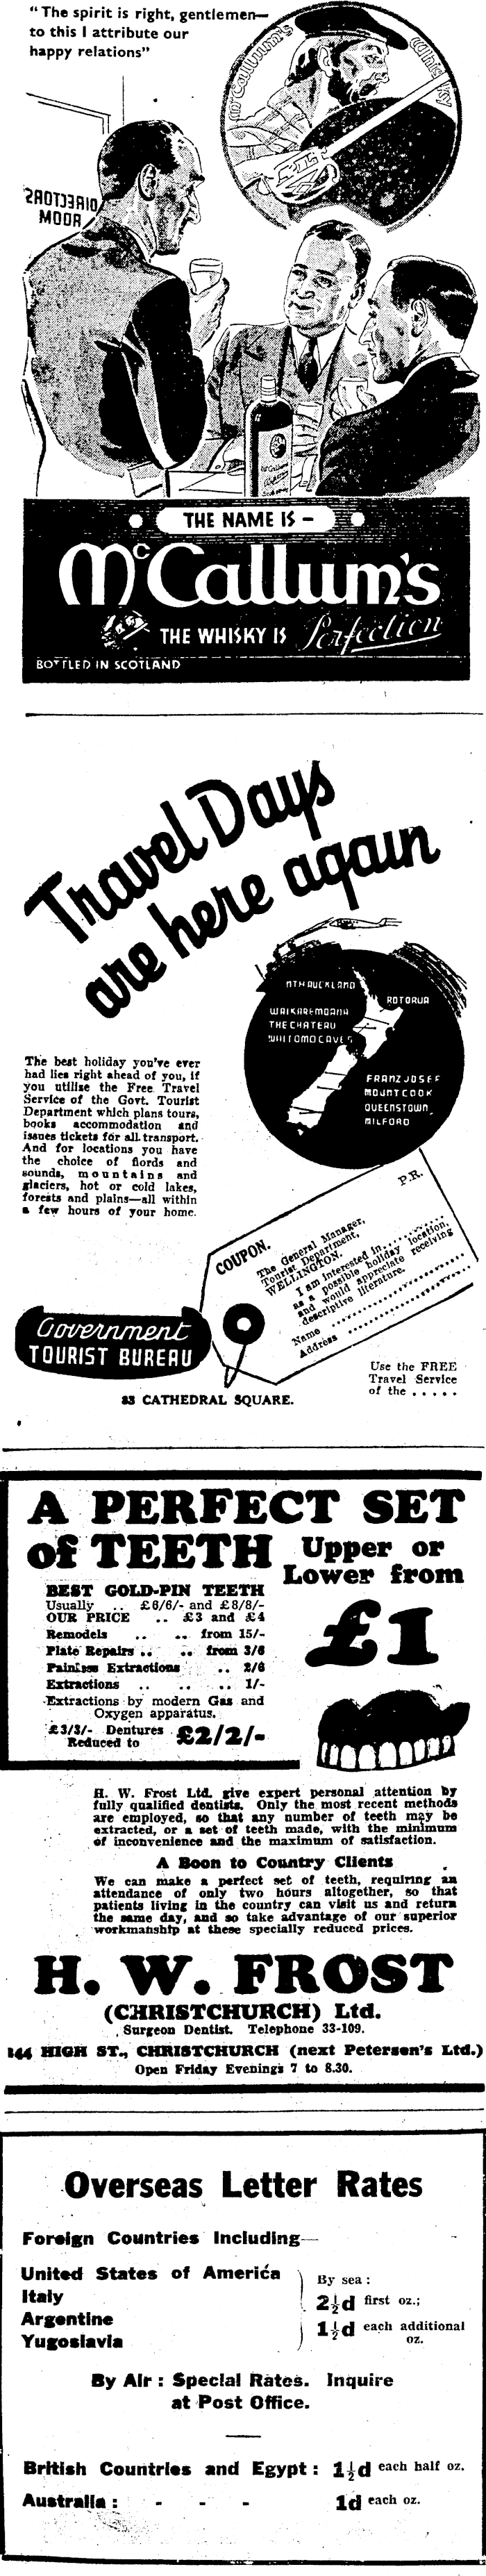 "The spirit is right, gentlemen—
to this I attribute our
happy relations"
McCallum's Whisky
DIRECTORS
ROOM
THE NAME IS –
McCallum's
THE WHISKY IS Perfection
BOTTLED IN SCOTLAND
Travel Days
are here again
NTH AUCKLAND
ROTORUA
WAIKAREMOANA
THE CHATEAU
WAITOMO CAVES
FRANZ JOSEF
MOUNT COOK
QUEENSTOWN
MILFORD
The best holiday you've ever
had lies right ahead of you, if
you utilise the Free Travel
Service of the Govt. Tourist
Department which plans tours,
books accommodation and
issues tickets for all transport.
And for locations you have
the choice of fiords and
sounds, mountains and
glaciers, hot or cold lakes,
forests and plains—all within
a few hours of your home.
P.R.
COUPON.
The General Manager,
Tourist Department,
WELLINGTON.
I am interested in..........
as a possible holiday location,
and would appreciate receiving
descriptive literature.
Name ....................
Address ....................
Government
TOURIST BUREAU
Use the FREE
Travel Service
of the .....
83 CATHEDRAL SQUARE.
A PERFECT SET
of TEETH Upper or
Lower from
£1
BEST GOLD-PIN TEETH
Usually .. £6/6/- and £8/8/-
OUR PRICE .. £3 and £4
Remodels .. .. from 15/-
Plate Repairs .. .. from 3/6
Painless Extractions .. 2/6
Extractions .. .. .. 1/-
Extractions by modern Gas and
Oxygen apparatus.
£3/3/- Dentures
Reduced to £2/2/-
H. W. Frost Ltd. give expert personal attention by
fully qualified dentists. Only the most recent methods
are employed, so that any number of teeth may be
extracted, or a set of teeth made, with the minimum
of inconvenience and the maximum of satisfaction.
A Boon to Country Clients
We can make a perfect set of teeth, requiring an
attendance of only two hours altogether, so that
patients living in the country can visit us and return
the same day, and so take advantage of our superior
workmanship at these specially reduced prices.
H. W. FROST
(CHRISTCHURCH) Ltd.
Surgeon Dentist. Telephone 33-109.
144 HIGH ST., CHRISTCHURCH (next Petersen's Ltd.)
Open Friday Evenings 7 to 8.30.
Overseas Letter Rates
Foreign Countries Including—
United States of America
Italy
Argentine
Yugoslavia
By sea:
2½d first oz.;
1½d each additional
oz.
By Air: Special Rates. Inquire
at Post Office.
British Countries and Egypt: 1½d each half oz.
Australia: - - - 1d each oz.